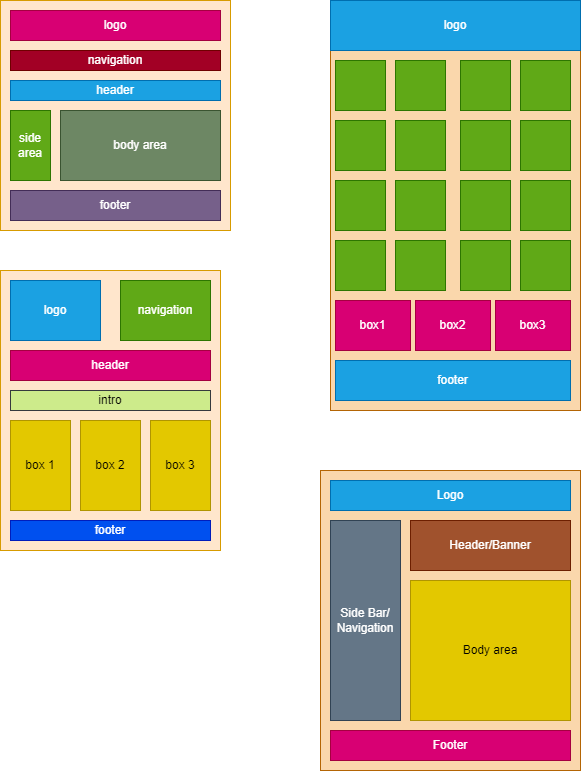 logo
navigation
header
side
area
body area
footer
logo
box1
box2
box3
footer
logo
navigation
header
intro
box 1
box 2
box 3
footer
Logo
Side Bar/
Navigation
Header/Banner
Body area
Footer